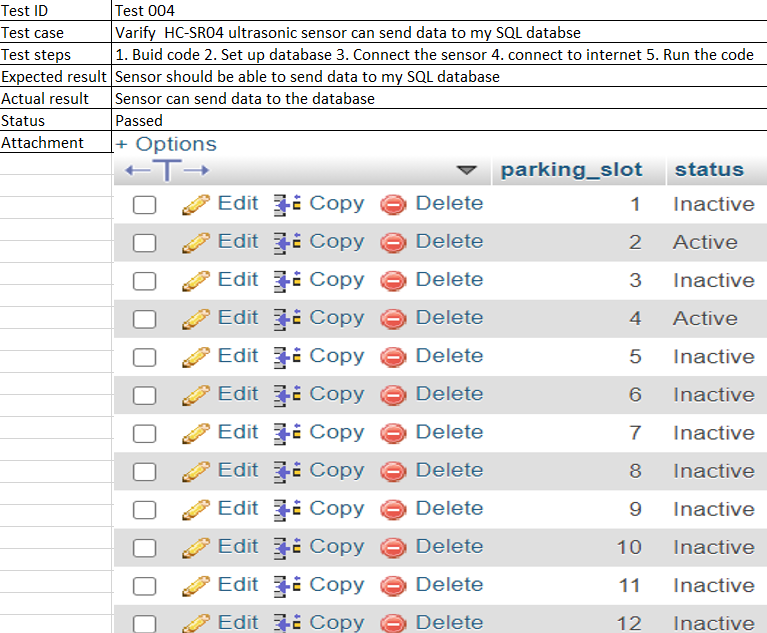 Test ID Test 004
Test case Varify HC-SR04 ultrasonic sensor can send data to my SQL databse
Test steps 1. Buid code 2. Set up database 3. Connect the sensor 4. connect to internet 5. Run the code
Expected result Sensor should be able to send data to my SQL database
Actual result Sensor can send data to the database
Status Passed
Attachment + Options
←T→ parking_slot status
Edit Copy Delete 1 Inactive
Edit Copy Delete 2 Active
Edit Copy Delete 3 Inactive
Edit Copy Delete 4 Active
Edit Copy Delete 5 Inactive
Edit Copy Delete 6 Inactive
Edit Copy Delete 7 Inactive
Edit Copy Delete 8 Inactive
Edit Copy Delete 9 Inactive
Edit Copy Delete 10 Inactive
Edit Copy Delete 11 Inactive
Edit Copy Delete 12 Inactive